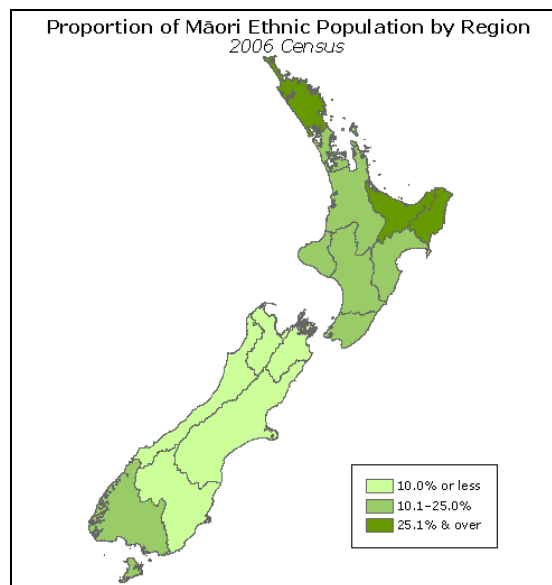 Proportion of Māori Ethnic Population by Region
2006 Census
10.0% or less
10.1–25.0%
25.1% & over